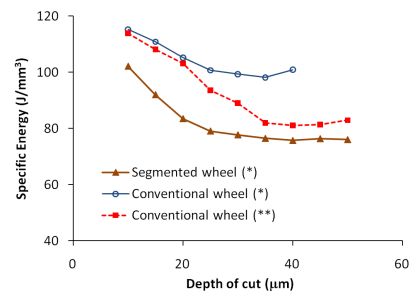 Specific Energy (J/mm³)
120
100
80
60
40
Segmented wheel (*)
Conventional wheel (*)
Conventional wheel (**)
0 20 40 60
Depth of cut (μm)